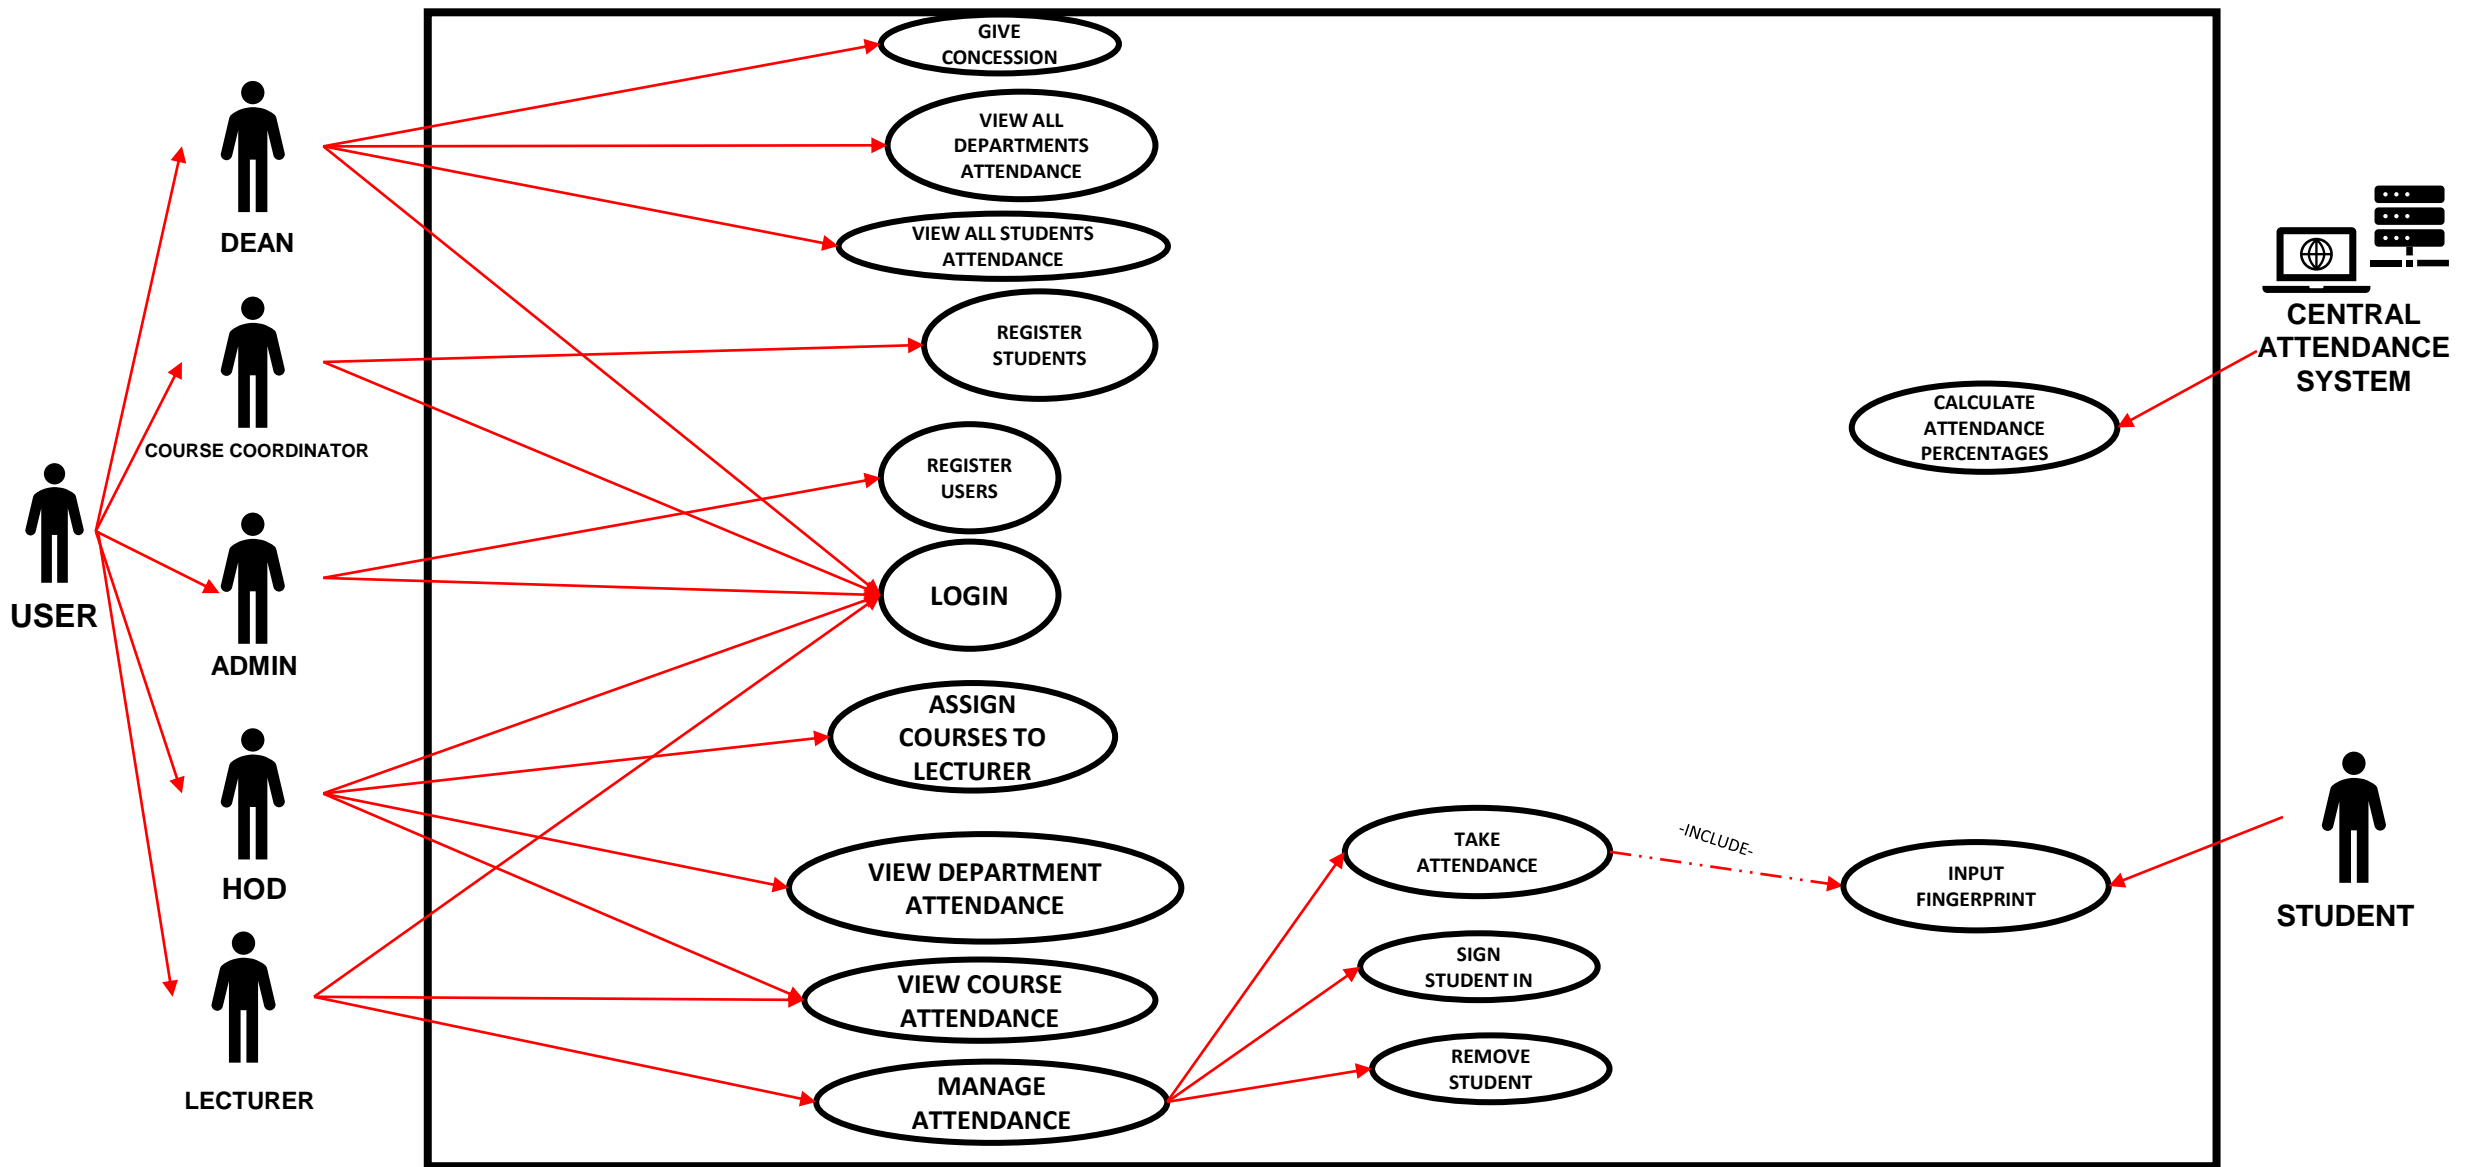 GIVE
CONCESSION
VIEW ALL
DEPARTMENTS
ATTENDANCE
VIEW ALL STUDENTS
ATTENDANCE
REGISTER
STUDENTS
REGISTER
USERS
LOGIN
ASSIGN
COURSES TO
LECTURER
VIEW DEPARTMENT
ATTENDANCE
VIEW COURSE
ATTENDANCE
MANAGE
ATTENDANCE
USER
DEAN
COURSE COORDINATOR
ADMIN
HOD
LECTURER
TAKE
ATTENDANCE
SIGN
STUDENT IN
REMOVE
STUDENT
-INCLUDE-
INPUT
FINGERPRINT
CALCULATE
ATTENDANCE
PERCENTAGES
CENTRAL
ATTENDANCE
SYSTEM
STUDENT